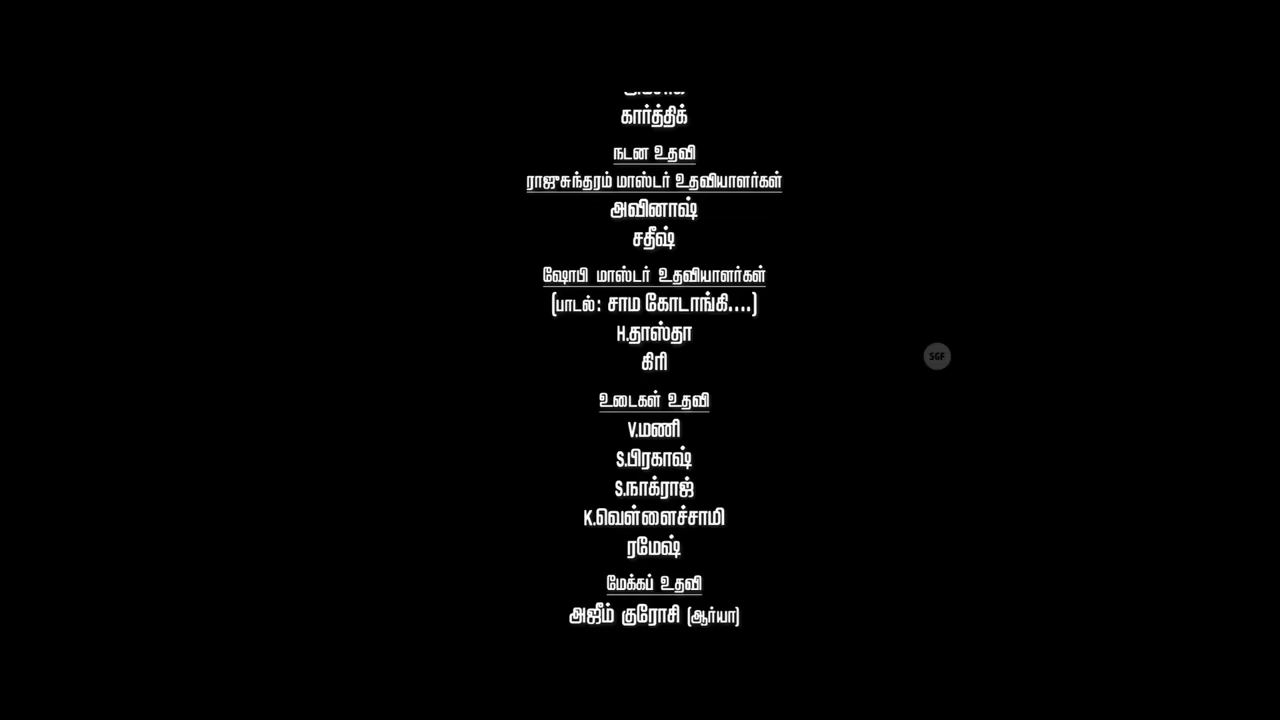 கார்த்திக்
நடன உதவி
ராஜுசுந்தரம் மாஸ்டர் உதவியாளர்கள்
அவினாஷ்
சதீஷ்
ஷோபி மாஸ்டர் உதவியாளர்கள்
(பாடல்: சாம கோடாங்கி....)
H.தாஸ்தா
கிரி
உடைகள் உதவி
V.மணி
S.பிரகாஷ்
S.நாக்ராஜ்
K.வெள்ளைச்சாமி
ரமேஷ்
மேக்கப் உதவி
அஜீம் குரோசி (ஆர்யா)
SGF